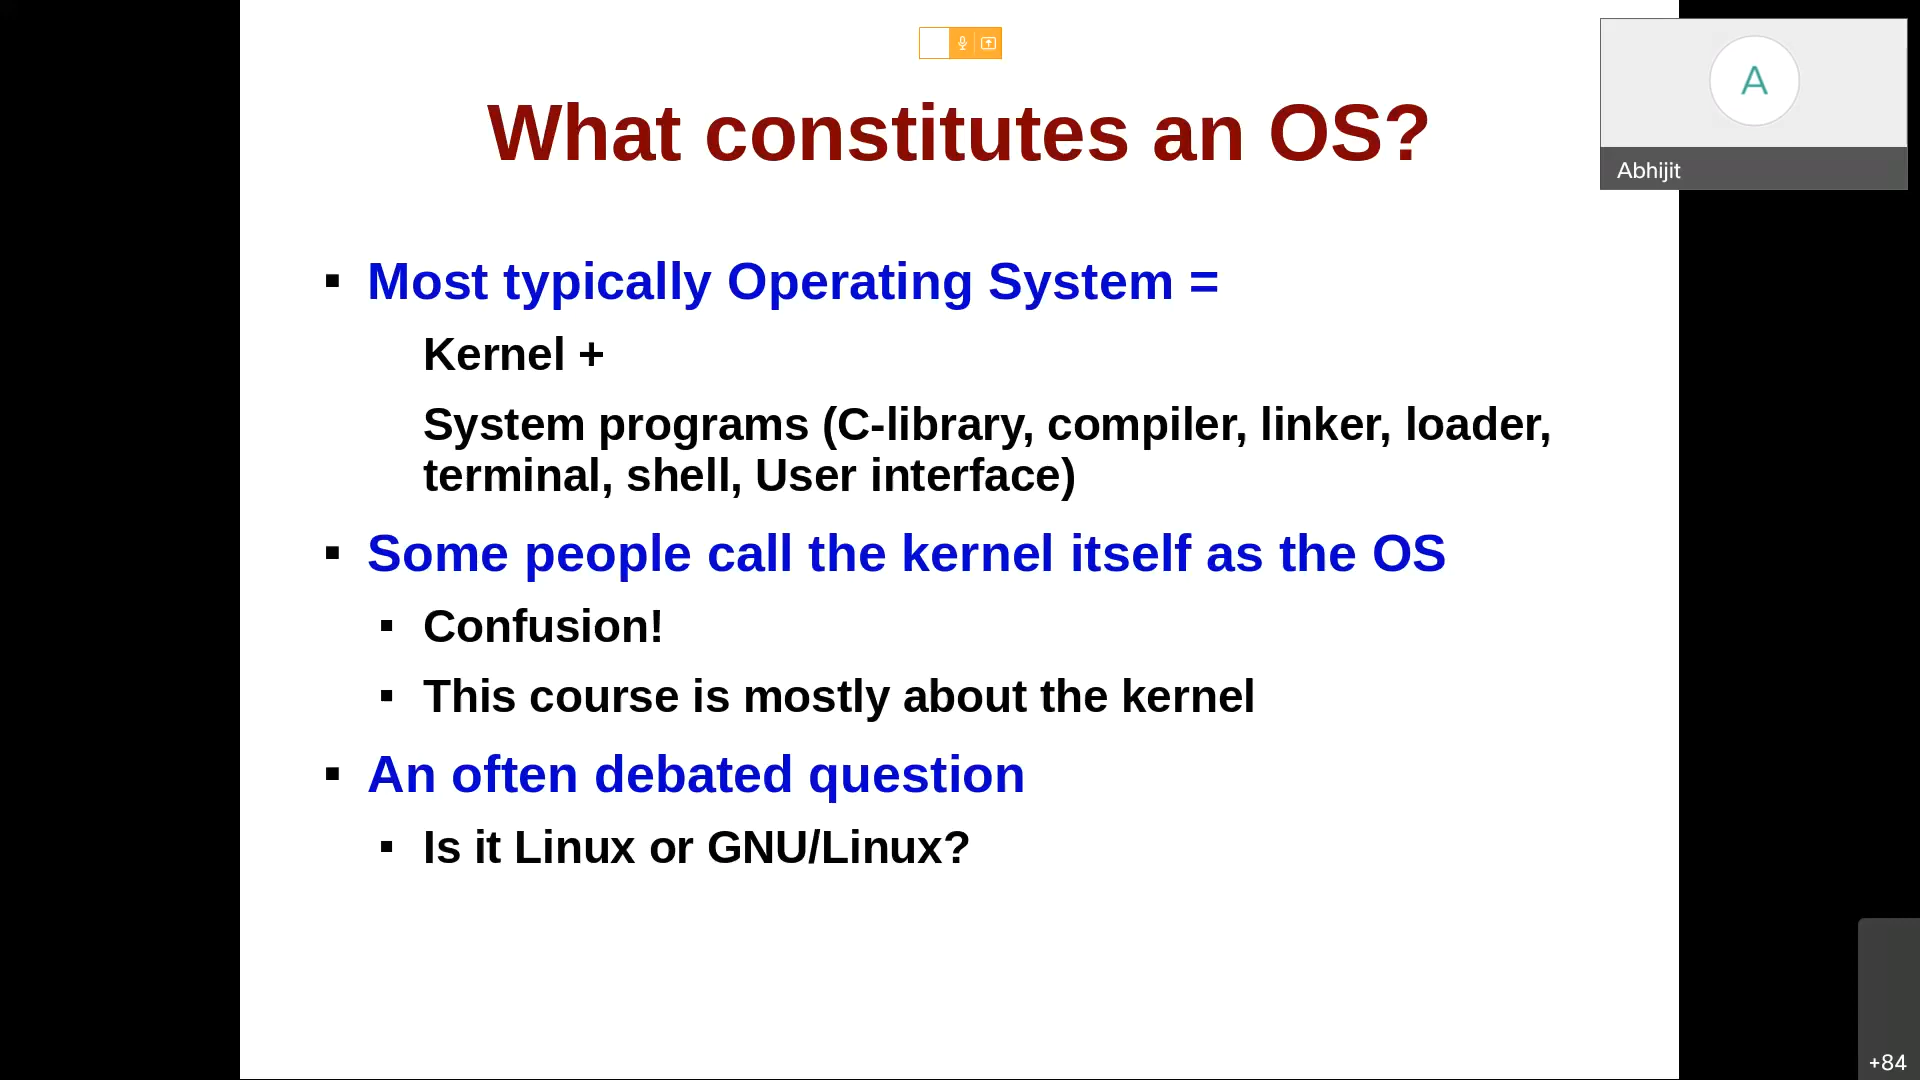 What constitutes an OS?
A
Abhijit
▪ Most typically Operating System =
Kernel +
System programs (C-library, compiler, linker, loader,
terminal, shell, User interface)
▪ Some people call the kernel itself as the OS
▪ Confusion!
▪ This course is mostly about the kernel
▪ An often debated question
▪ Is it Linux or GNU/Linux?
+84